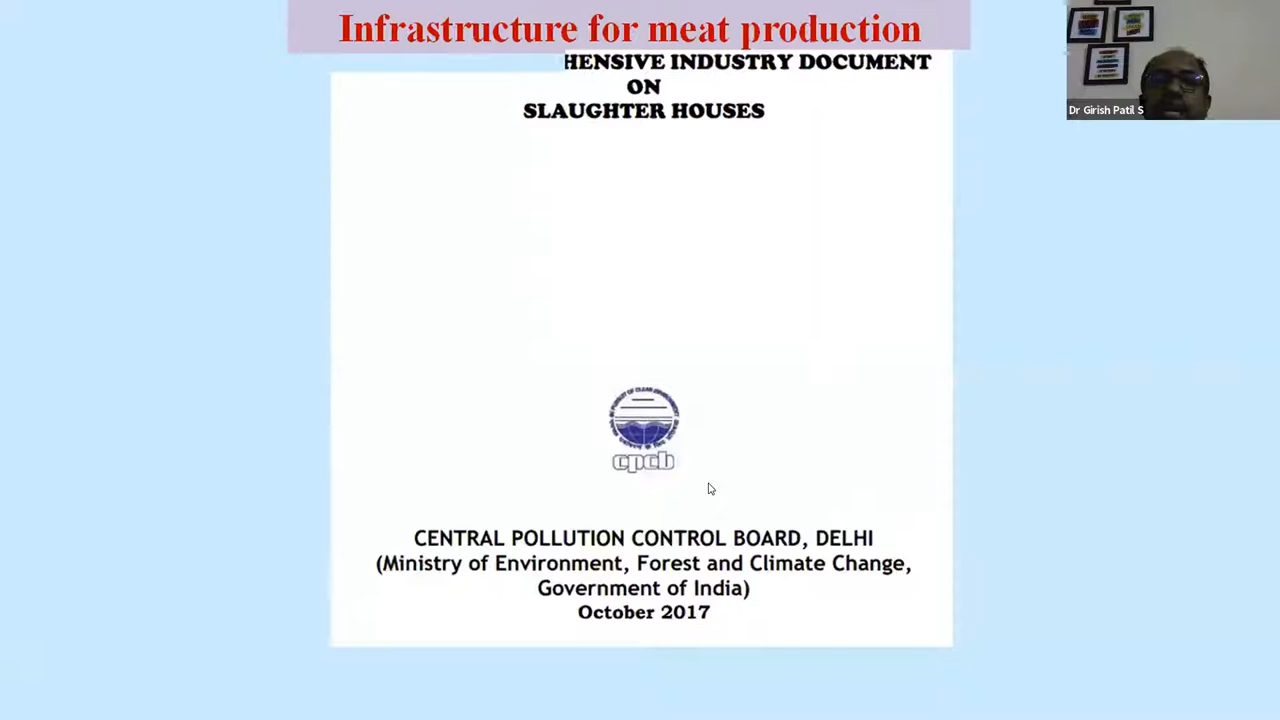 Infrastructure for meat production
HENSIVE INDUSTRY DOCUMENT
ON
SLAUGHTER HOUSES
Dr Girish Patil S
cpcb
CENTRAL POLLUTION CONTROL BOARD, DELHI
(Ministry of Environment, Forest and Climate Change,
Government of India)
October 2017